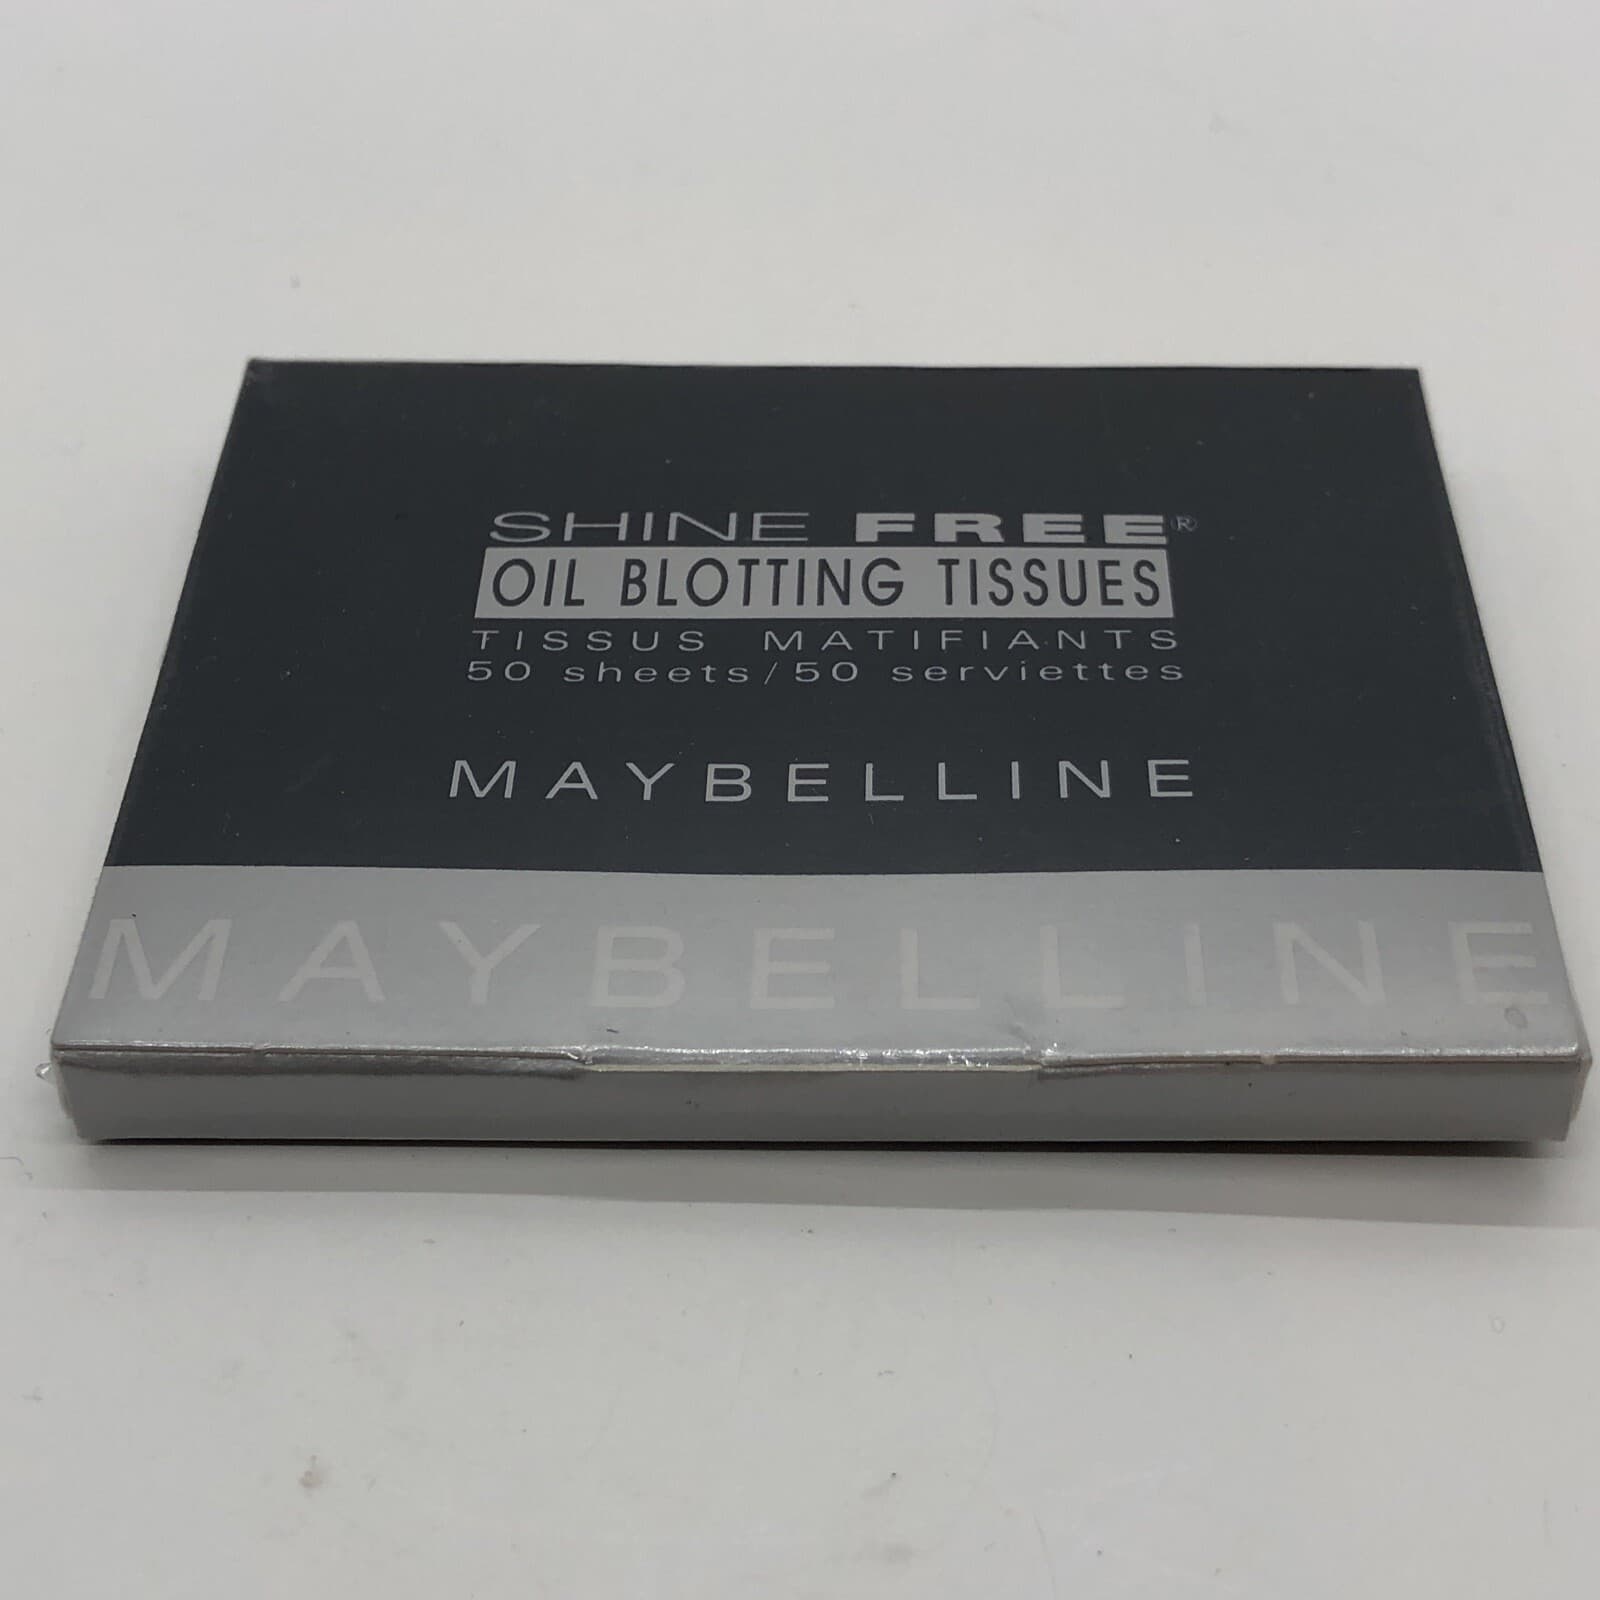 SHINE FREE®
OIL BLOTTING TISSUES
TISSUS MATIFIANTS
50 sheets/50 serviettes
MAYBELLINE
MAYBELLINE